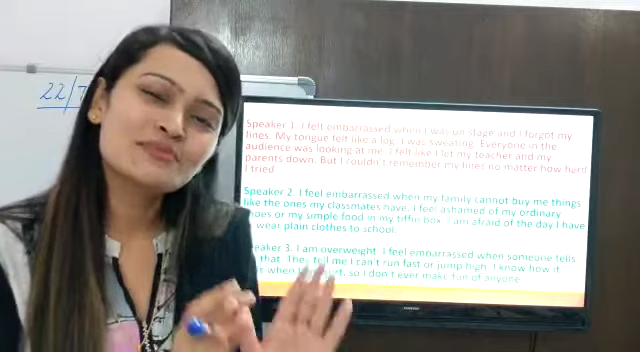 22/7
Speaker 1. I felt embarrassed when I was on stage and I forgot my
lines. My tongue felt like a log. I was sweating. Everyone in the
audience was looking at me. I felt like I let my teacher and my
parents down. But I couldn't remember my lines no matter how hard
I tried
Speaker 2. I feel embarrassed when my family cannot buy me things
like the ones my classmates have. I feel ashamed of my ordinary
shoes or my simple food in my tiffin box. I am afraid of the day I have
wear plain clothes to school.
Speaker 3. I am overweight. I feel embarrassed when someone tells
that. They tell me I can't run fast or jump high. I know how it
when hurt, so I don't ever make fun of anyone
SAMSUNG